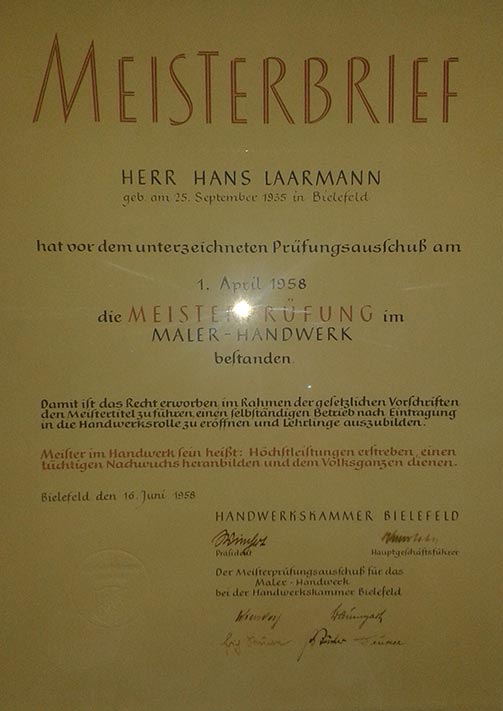 MEISTERBRIEF
HERR HANS LAARMANN
geb. am 25. September 1935 in Bielefeld
hat vor dem unterzeichneten Prüfungsausſchuß am
1. April 1958
die MEISTERPRÜFUNG im
MALER-HANDWERK
beſtanden.
Damit iſt das Recht erworben, im Rahmen der geſetzlichen Vorſchriften
den Meiſtertitel zu führen, einen ſelbſtändigen Betrieb nach Eintragung
in die Handwerksrolle zu eröffnen und Lehrlinge auszubilden.
Meiſter im Handwerk ſein heißt: Höchſtleiſtungen erſtreben, einen
tüchtigen Nachwuchs heranbilden und dem Volksganzen dienen.
Bielefeld den 16. Juni 1958
HANDWERKSKAMMER BIELEFELD
Präſident Hauptgeſchäftsführer
Der Meiſterprüfungsausſchuß für das
Maler-Handwerk
bei der Handwerkskammer Bielefeld